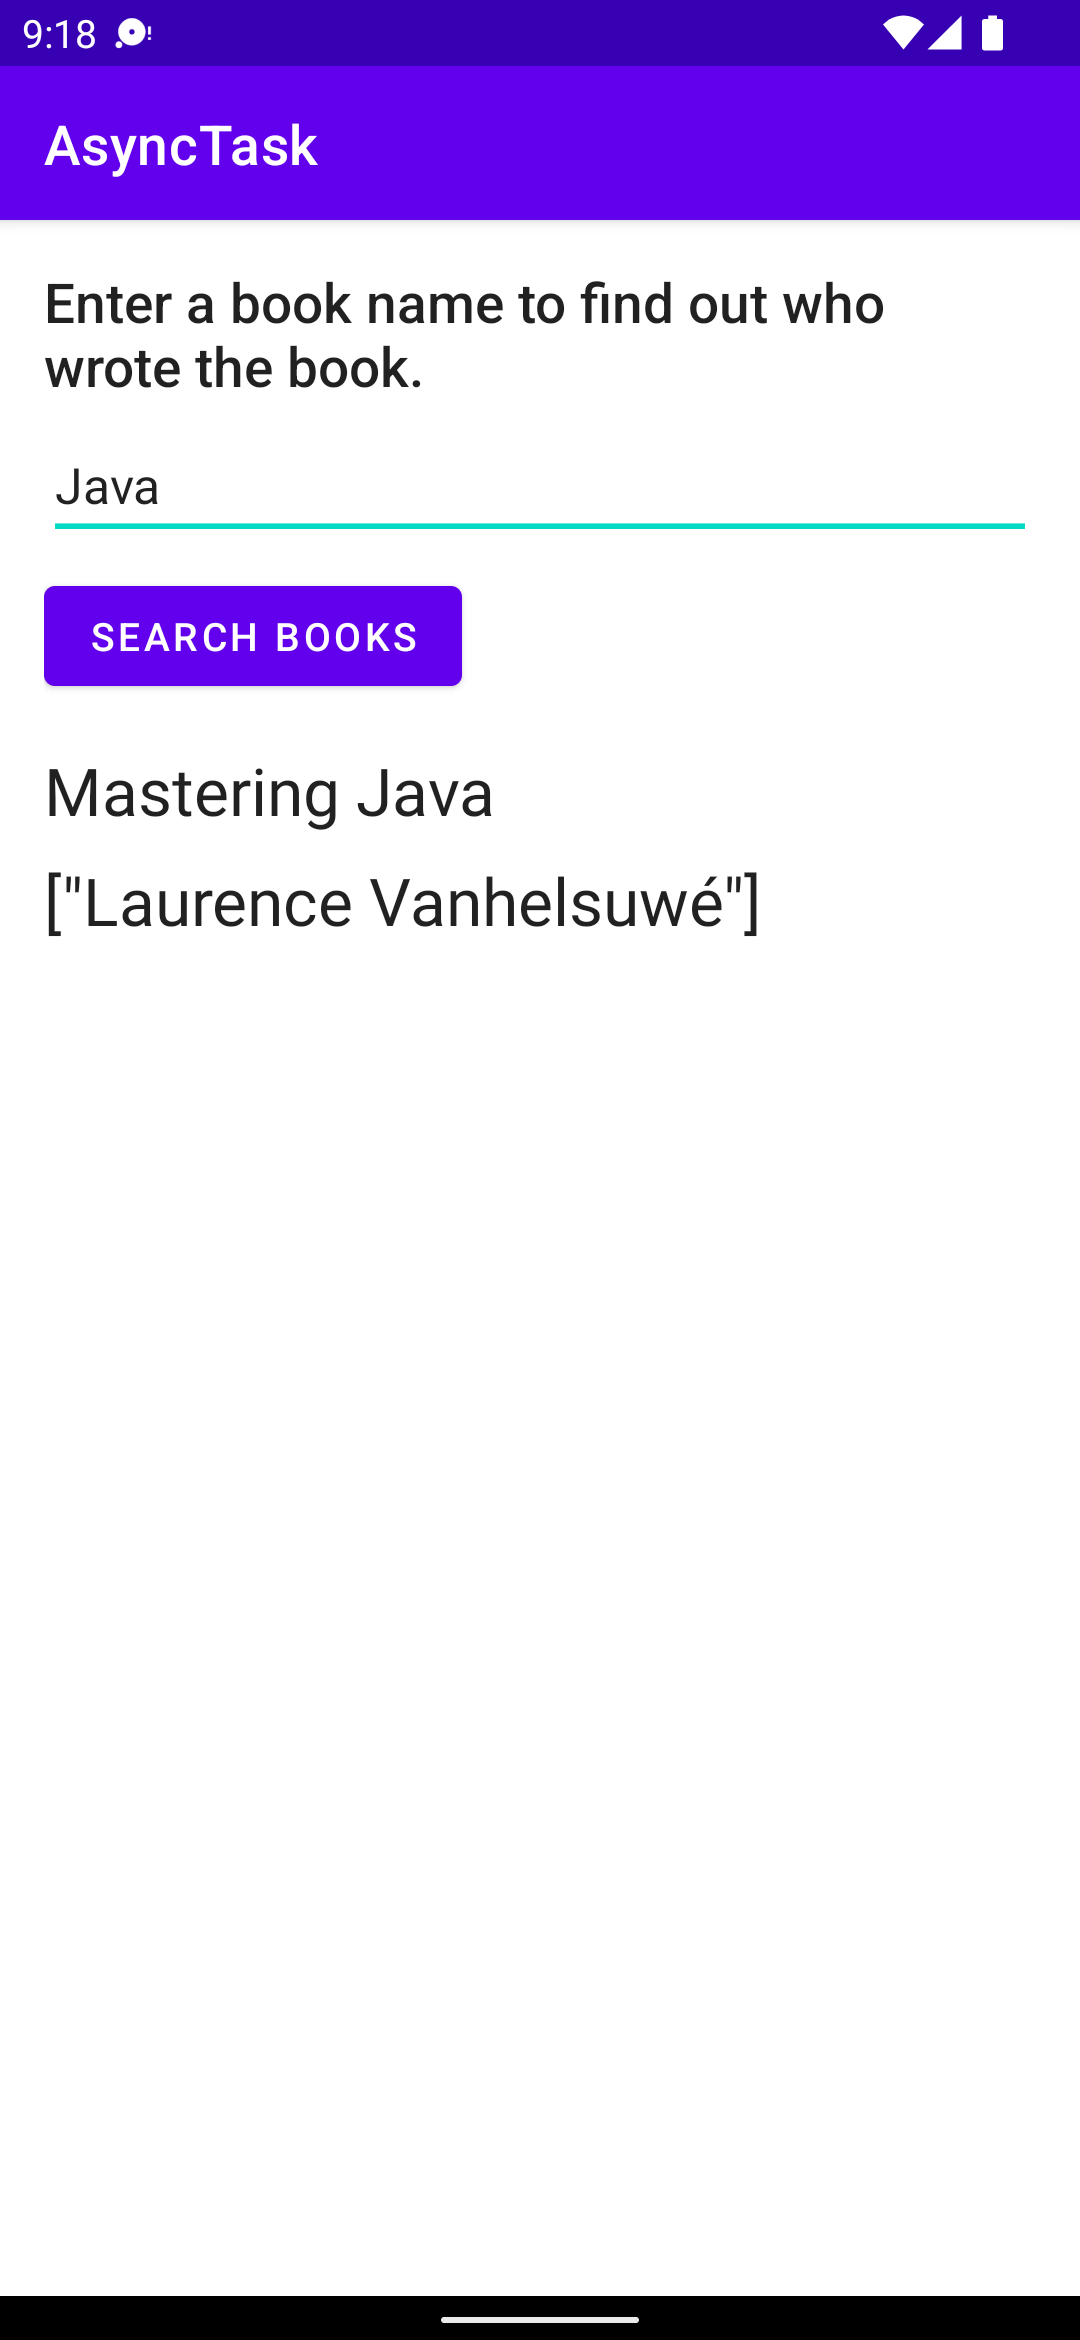 9:18
AsyncTask
Enter a book name to find out who
wrote the book.
Java
SEARCH BOOKS
Mastering Java
["Laurence Vanhelsuwé"]